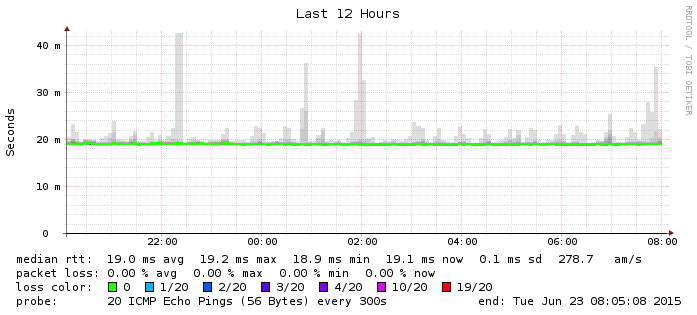 Last 12 Hours
RRDTOOL / TOBI OETIKER
Seconds
40 m
30 m
20 m
10 m
0
22:00 00:00 02:00 04:00 06:00 08:00
median rtt: 19.0 ms avg 19.2 ms max 18.9 ms min 19.1 ms now 0.1 ms sd 278.7 am/s
packet loss: 0.00 % avg 0.00 % max 0.00 % min 0.00 % now
loss color: 0 1/20 2/20 3/20 4/20 10/20 19/20
probe: 20 ICMP Echo Pings (56 Bytes) every 300s end: Tue Jun 23 08:05:08 2015